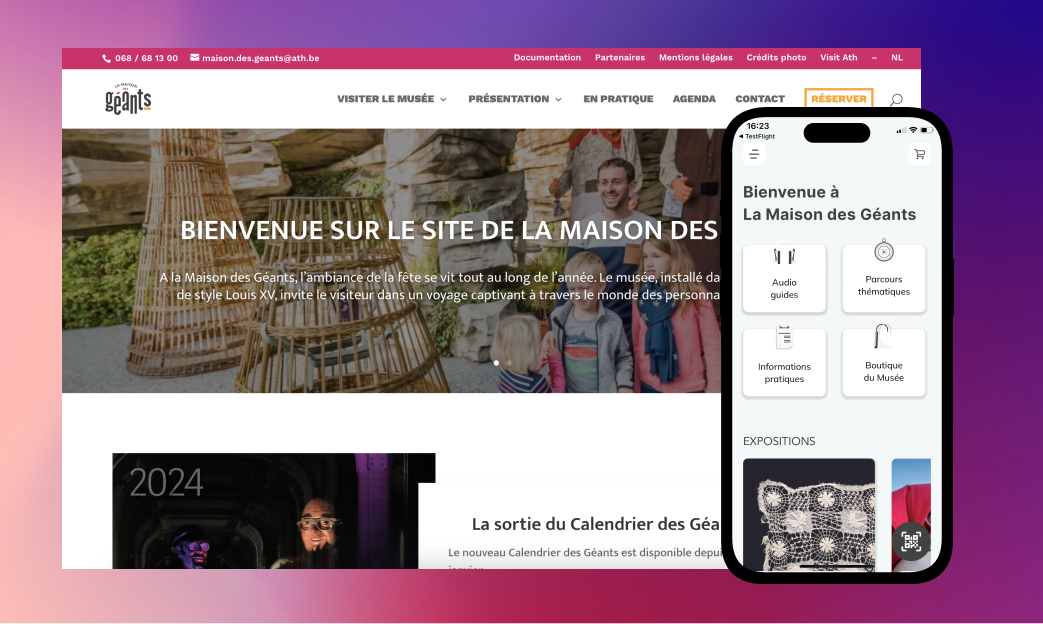 068 / 68 13 00 maison.des.geants@ath.be Documentation Partenaires Mentions légales Crédits photo Visit Ath – NL
LA MAISON
DES
géants
VISITER LE MUSÉE PRÉSENTATION EN PRATIQUE AGENDA CONTACT RÉSERVER
BIENVENUE SUR LE SITE DE LA MAISON DES
A la Maison des Géants, l'ambiance de la fête se vit tout au long de l'année. Le musée, installé da
de style Louis XV, invite le visiteur dans un voyage captivant à travers le monde des personna
2024
La sortie du Calendrier des Géa
Le nouveau Calendrier des Géants est disponible depui
janvier
16:23
◀ TestFlight
Bienvenue à
La Maison des Géants
Audio
guides
Parcours
thématiques
Informations
pratiques
Boutique
du Musée
EXPOSITIONS